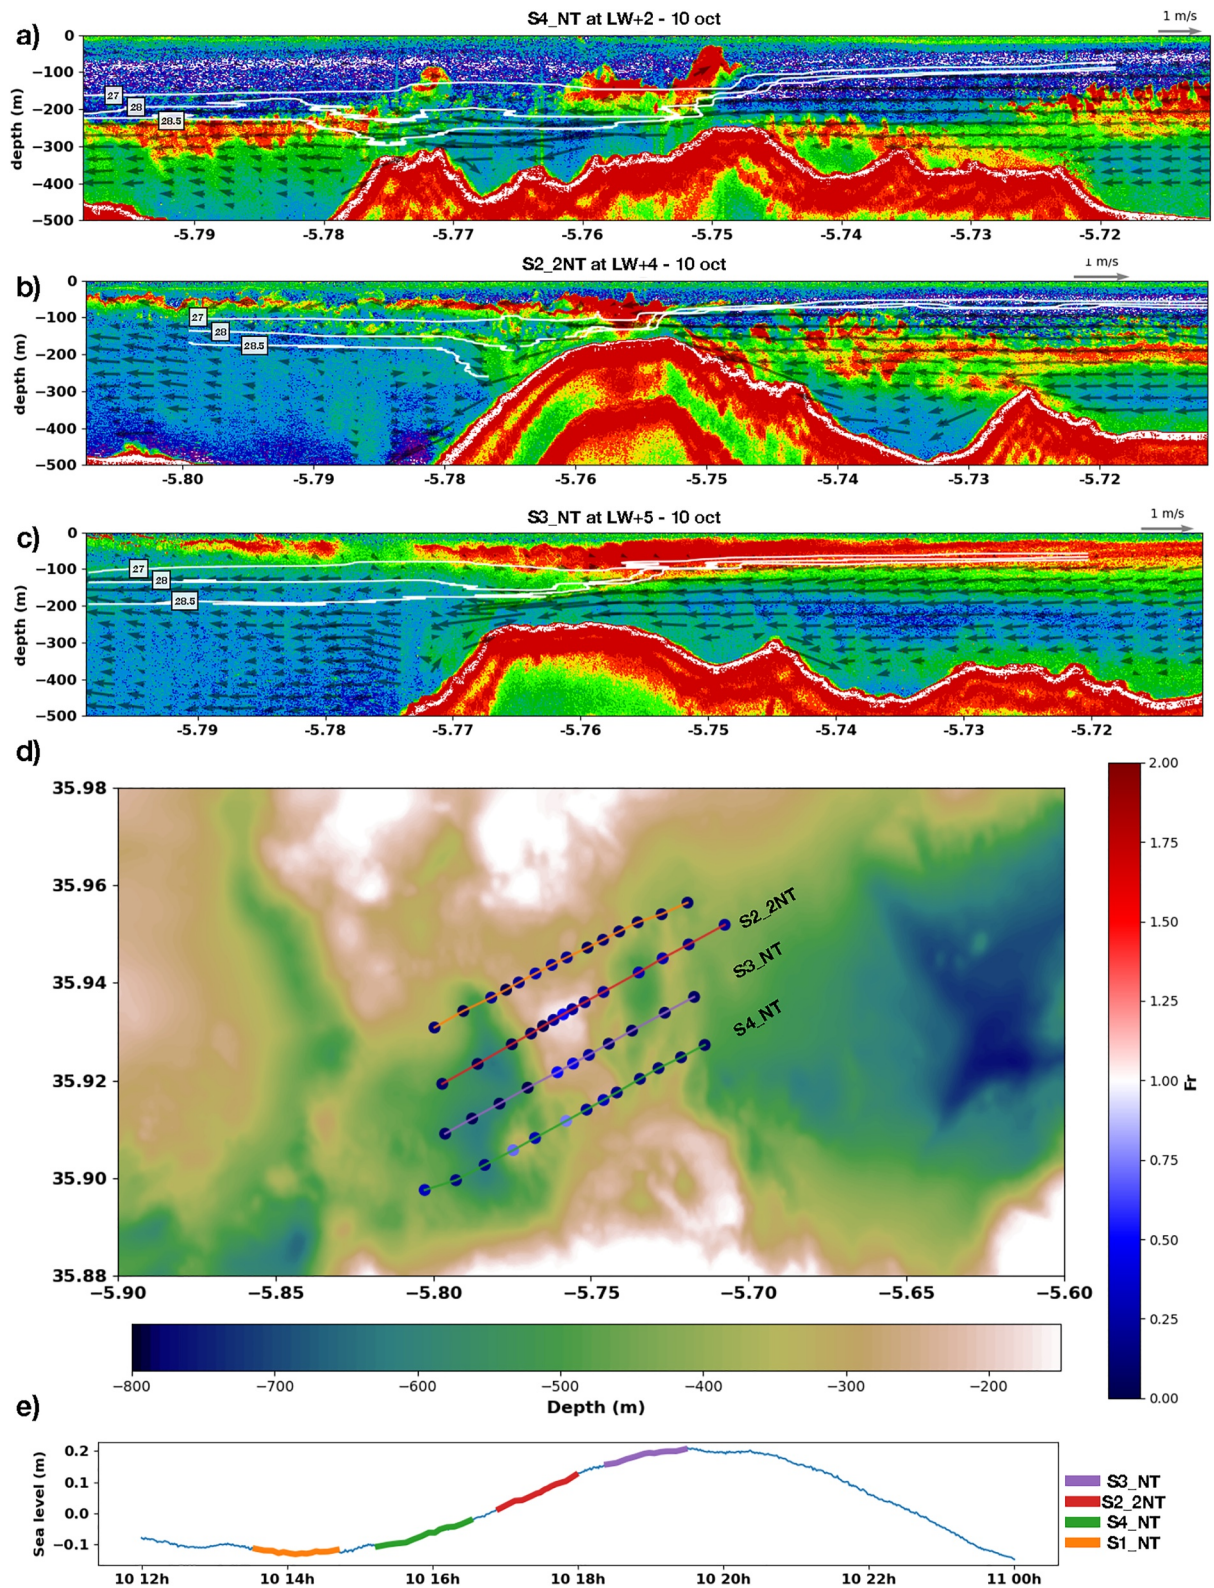 S4_NT at LW+2 - 10 oct
a)
1 m/s
0
−100
−200
−300
−400
−500
depth (m)
27
28
28.5
-5.79 -5.78 -5.77 -5.76 -5.75 -5.74 -5.73 -5.72
S2_2NT at LW+4 - 10 oct
b)
1 m/s
0
−100
−200
−300
−400
−500
depth (m)
27
28
28.5
-5.80 -5.79 -5.78 -5.77 -5.76 -5.75 -5.74 -5.73 -5.72
S3_NT at LW+5 - 10 oct
c)
1 m/s
0
−100
−200
−300
−400
−500
depth (m)
27
28
28.5
-5.79 -5.78 -5.77 -5.76 -5.75 -5.74 -5.73 -5.72
d)
35.98
35.96
35.94
35.92
35.90
35.88
S2_2NT
S3_NT
S4_NT
−5.90 −5.85 −5.80 −5.75 −5.70 −5.65 −5.60
2.00
1.75
1.50
1.25
1.00
0.75
0.50
0.25
0.00
Fr
−800 −700 −600 −500 −400 −300 −200
Depth (m)
e)
Sea level (m)
0.2
0.1
0.0
−0.1
10 12h 10 14h 10 16h 10 18h 10 20h 10 22h 11 00h
S3_NT
S2_2NT
S4_NT
S1_NT